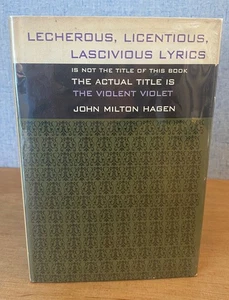 LECHEROUS, LICENTIOUS,
LASCIVIOUS LYRICS
IS NOT THE TITLE OF THIS BOOK
THE ACTUAL TITLE IS
THE VIOLENT VIOLET
JOHN MILTON HAGEN